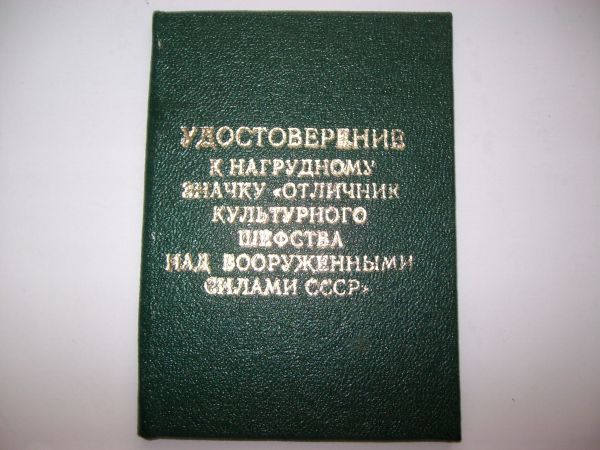 УДОСТОВЕРЕНИЕ
К НАГРУДНОМУ
ЗНАЧКУ «ОТЛИЧНИК
КУЛЬТУРНОГО
ШЕФСТВА
НАД ВООРУЖЕННЫМИ
СИЛАМИ СССР»